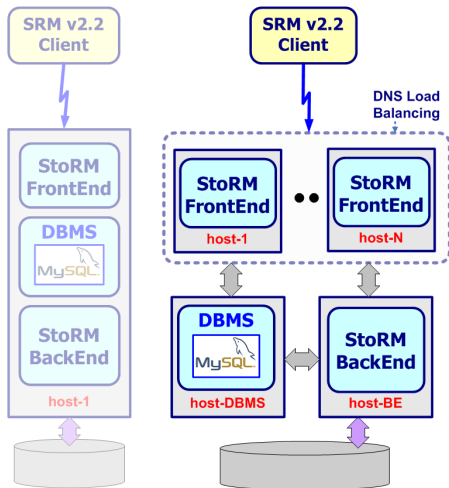 SRM v2.2
Client
StoRM
FrontEnd
DBMS
MySQL
StoRM
BackEnd
host-1
SRM v2.2
Client
DNS Load
Balancing
StoRM
FrontEnd
host-1
StoRM
FrontEnd
host-N
DBMS
MySQL
host-DBMS
StoRM
BackEnd
host-BE